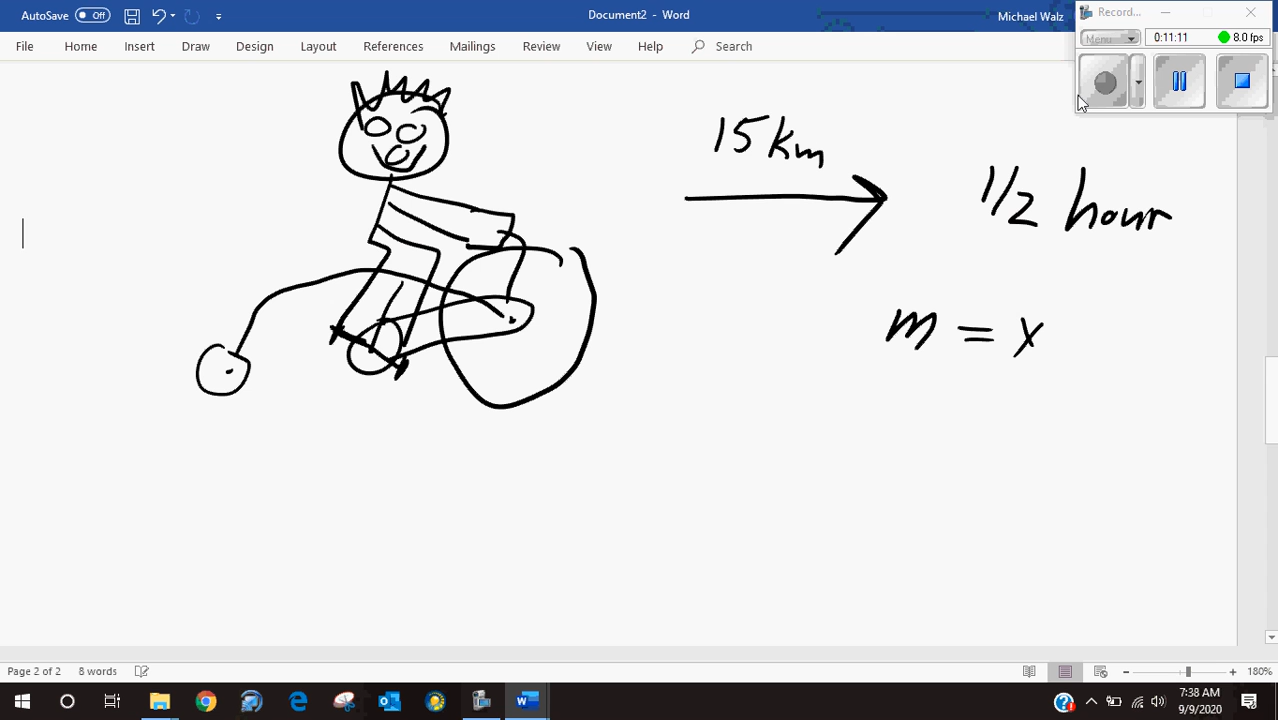 AutoSave Off
Document2 - Word
Michael Walz
Record...
File Home Insert Draw Design Layout References Mailings Review View Help Search
Menu 0:11:11 8.0 fps
15 km
1/2 hour
m = x
Page 2 of 2 8 words
180%
7:38 AM
9/9/2020